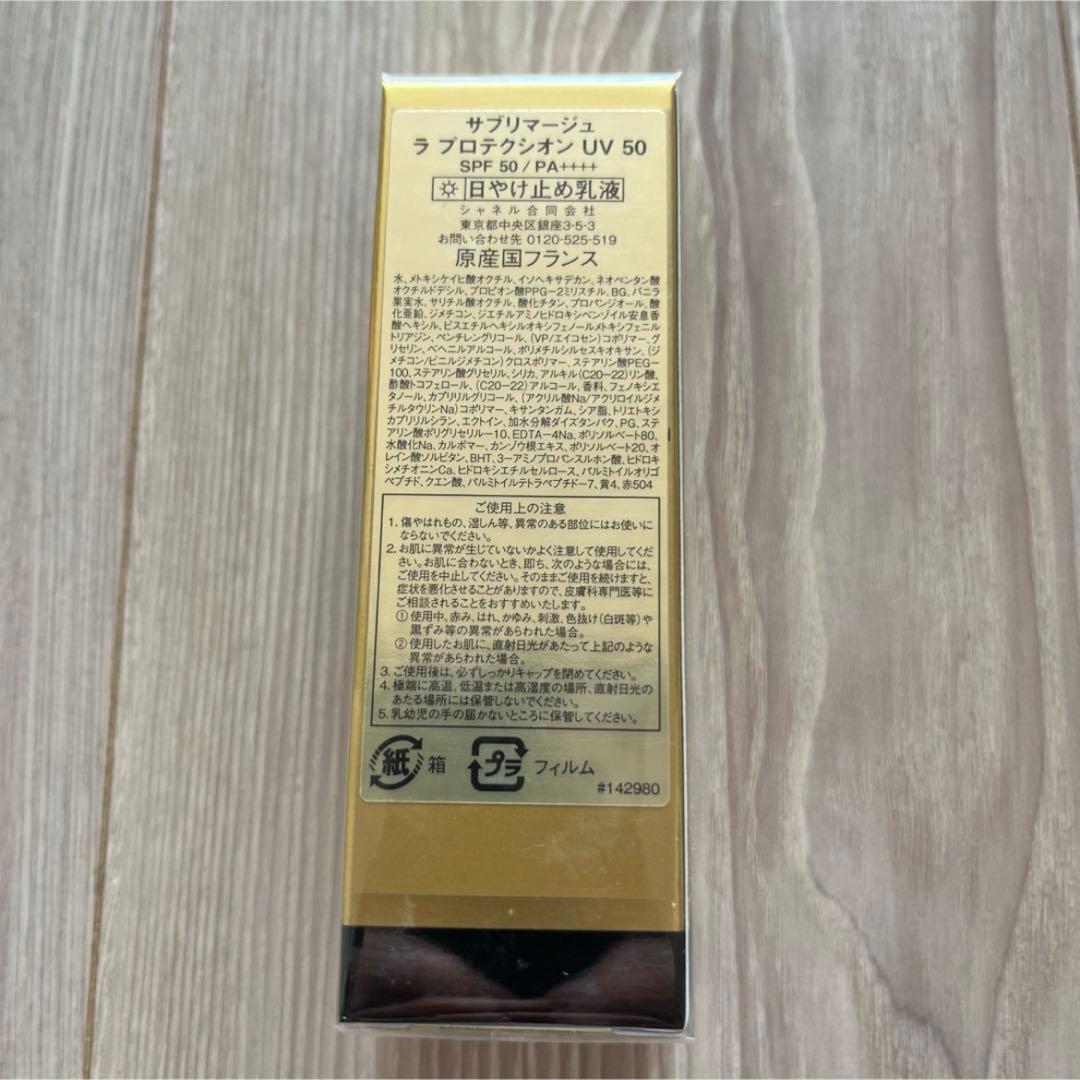 サブリマージュ
ラ プロテクシオン UV 50
SPF 50 / PA++++
日やけ止め乳液
シャネル合同会社
東京都中央区銀座3-5-3
お問い合わせ先 0120-525-519
原産国フランス
水、メトキシケイヒ酸オクチル、イソヘキサデカン、ネオペンタン酸
オクチルドデシル、プロピオン酸PPG-2ミリスチル、BG、バニラ
果実水、サリチル酸オクチル、酸化チタン、プロパンジオール、酸
化亜鉛、ジメチコン、ジエチルアミノヒドロキシベンゾイル安息香
酸ヘキシル、ビスエチルヘキシルオキシフェノールメトキシフェニル
トリアジン、ペンチレングリコール、(VP/エイコセン)コポリマー、グ
リセリン、ベヘニルアルコール、ポリメチルシルセスキオキサン、(ジ
メチコン/ビニルジメチコン)クロスポリマー、ステアリン酸PEG-
100、ステアリン酸グリセリル、シリカ、アルキル(C20-22)リン酸、
酢酸トコフェロール、(C20-22)アルコール、香料、フェノキシエ
タノール、カプリリルグリコール、(アクリル酸Na/アクリロイルジメ
チルタウリンNa)コポリマー、キサンタンガム、シア脂、トリエトキシ
カプリリルシラン、エクトイン、加水分解ダイズタンパク、PG、ステ
アリン酸ポリグリセリル-10、EDTA-4Na、ポリソルベート80、
水酸化Na、カルボマー、カンゾウ根エキス、ポリソルベート20、オ
レイン酸ソルビタン、BHT、3-アミノプロパンスルホン酸、ヒドロキ
シメチオニンCa、ヒドロキシエチルセルロース、パルミトイルオリゴ
ペプチド、クエン酸、パルミトイルテトラペプチド-7、黄4、赤504
ご使用上の注意
1. 傷やはれもの、湿しん等、異常のある部位にはお使いに
ならないでください。
2. お肌に異常が生じていないかよく注意して使用してくだ
さい。お肌に合わないとき、即ち、次のような場合には、
ご使用を中止してください。そのままご使用を続けますと、
症状を悪化させることがありますので、皮膚科専門医等に
ご相談されることをおすすめいたします。
① 使用中、赤み、はれ、かゆみ、刺激、色抜け(白斑等)や
黒ずみ等の異常があらわれた場合。
② 使用したお肌に、直射日光があたって上記のような
異常があらわれた場合。
3. ご使用後は、必ずしっかりキャップを閉めてください。
4. 極端に高温、低温または高湿度の場所、直射日光の
あたる場所には保管しないでください。
5. 乳幼児の手の届かないところに保管してください。
紙 箱 プラ フィルム
#142980